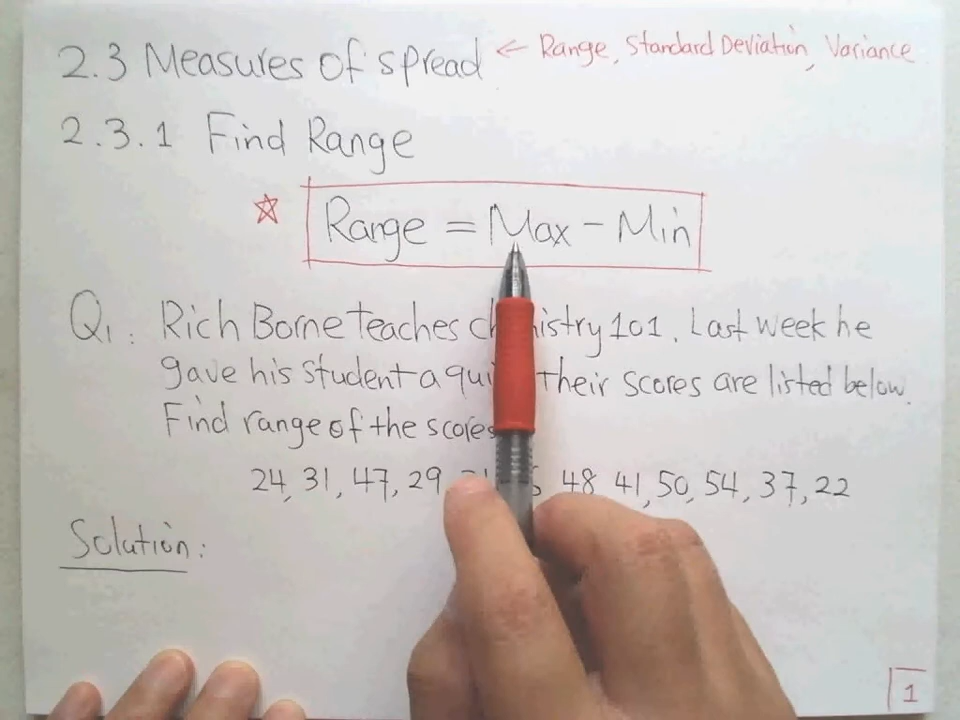 2.3 Measures of spread ← Range, Standard Deviation, Variance
2.3.1 Find Range
☆ Range = Max - Min
Q1: Rich Borne teaches istry 101. Last week he
gave his student a their scores are listed below.
Find range of the scores
24, 31, 47, 29 48 41, 50, 54, 37, 22
Solution:
1